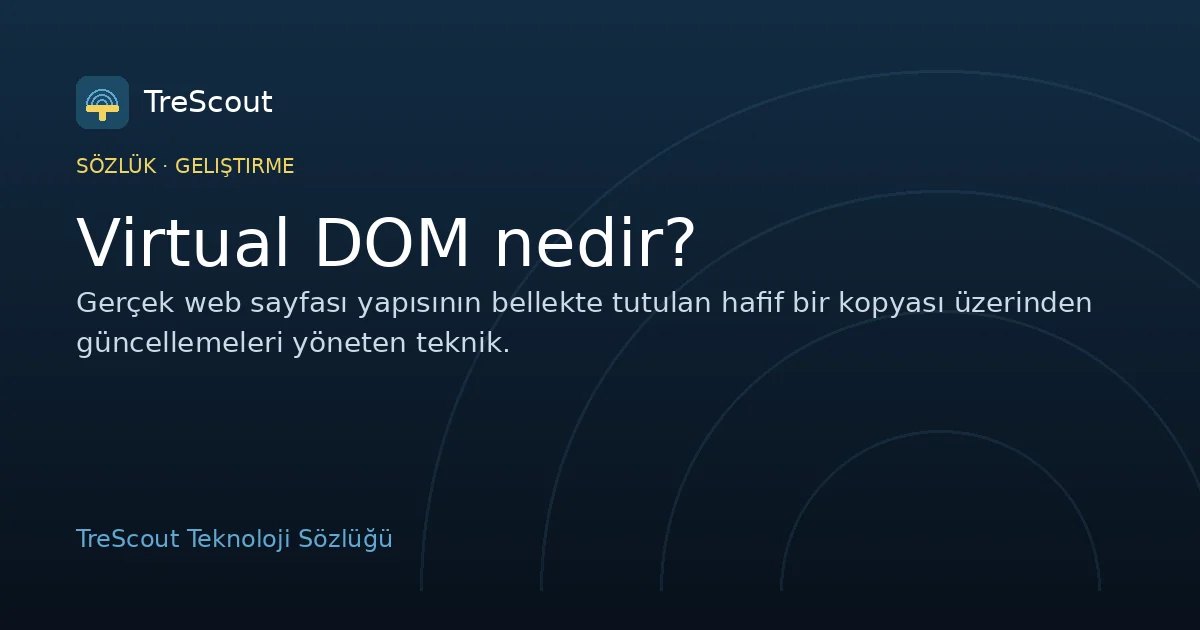 TreScout
SÖZLÜK · GELIŞTIRME
Virtual DOM nedir?
Gerçek web sayfası yapısının bellekte tutulan hafif bir kopyası üzerinden
güncellemeleri yöneten teknik.
TreScout Teknoloji Sözlüğü